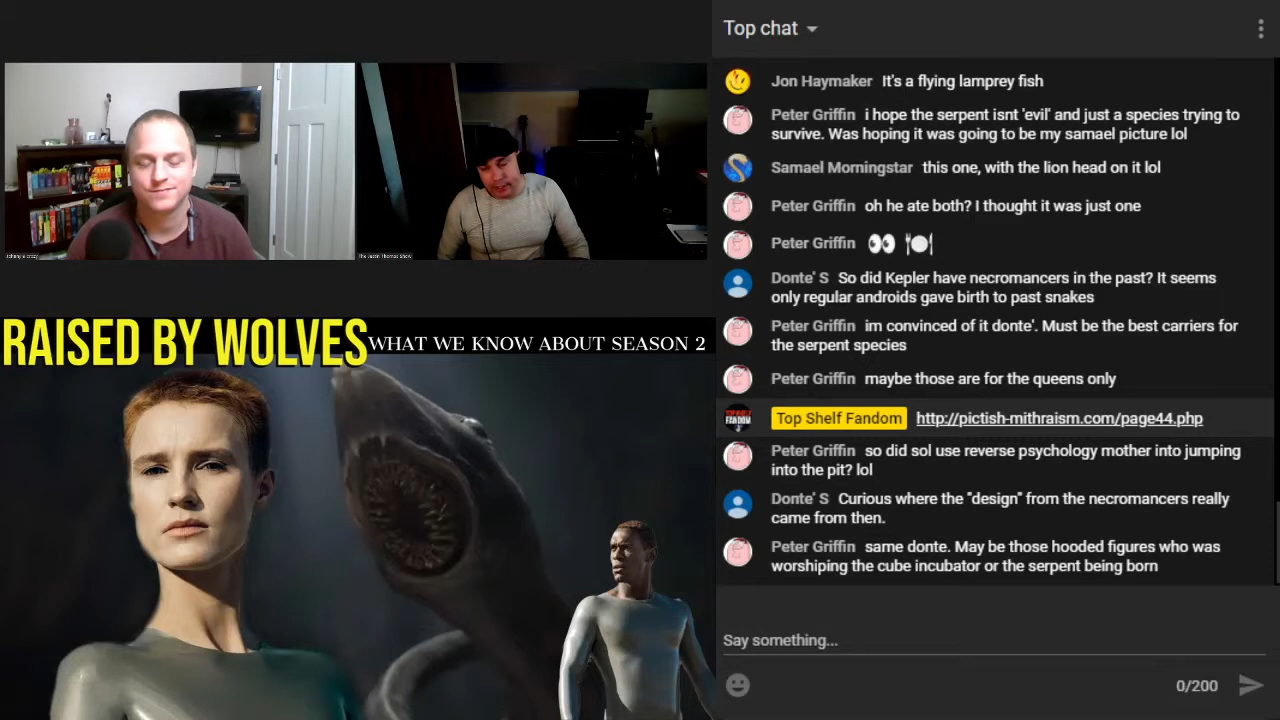 Top chat
Jon Haymaker It's a flying lamprey fish
Peter Griffin i hope the serpent isnt 'evil' and just a species trying to
survive. Was hoping it was going to be my samael picture lol
Samael Morningstar this one, with the lion head on it lol
Peter Griffin oh he ate both? I thought it was just one
Peter Griffin 👀 🍽
Donte' S So did Kepler have necromancers in the past? It seems
only regular androids gave birth to past snakes
Peter Griffin im convinced of it donte'. Must be the best carriers for
the serpent species
Peter Griffin maybe those are for the queens only
Top Shelf Fandom http://pictish-mithraism.com/page44.php
Peter Griffin so did sol use reverse psychology mother into jumping
into the pit? lol
Donte' S Curious where the "design" from the necromancers really
came from then.
Peter Griffin same donte. May be those hooded figures who was
worshiping the cube incubator or the serpent being born
Say something...
0/200
The Justin Thomas Show
RAISED BY WOLVES
WHAT WE KNOW ABOUT SEASON 2